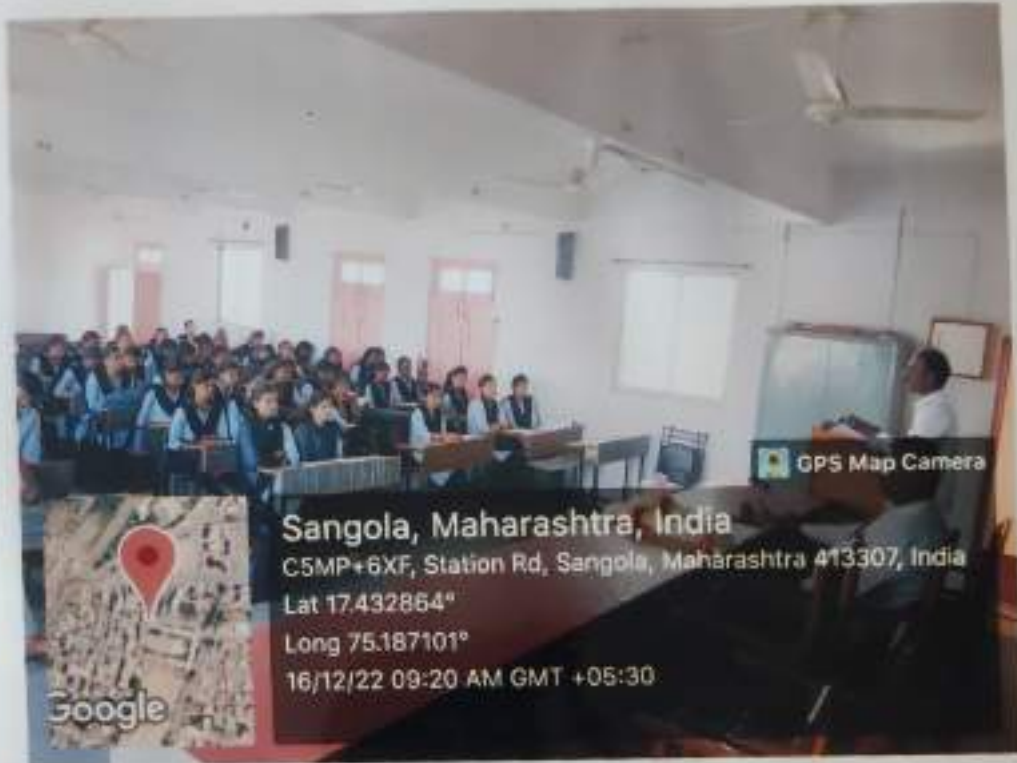 GPS Map Camera
Sangola, Maharashtra, India
C5MP+6XF, Station Rd, Sangola, Maharashtra 413307, India
Lat 17.432864°
Long 75.187101°
16/12/22 09:20 AM GMT +05:30
Google